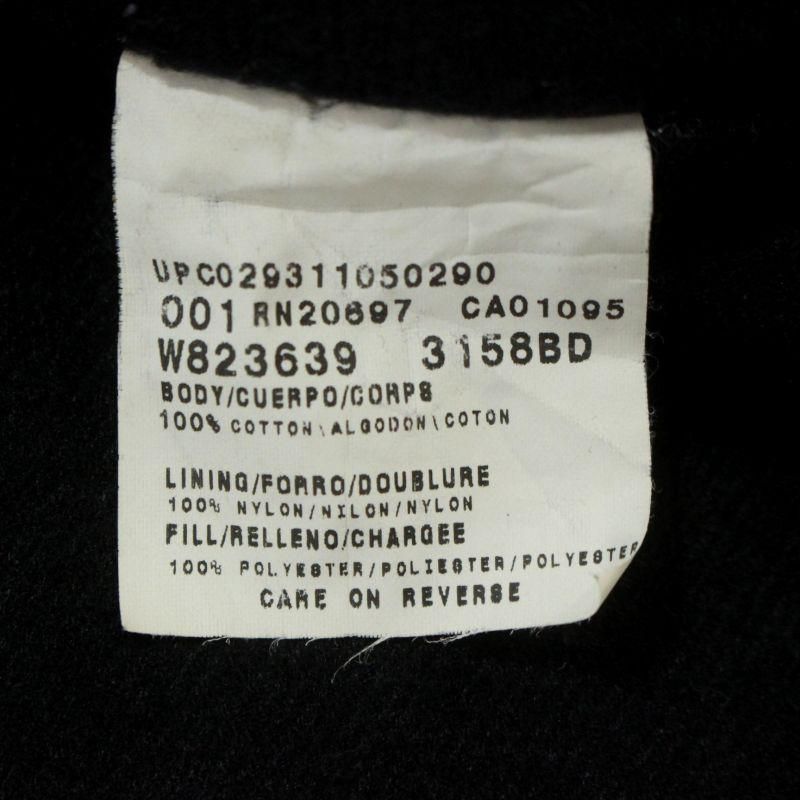 UPC029311050290
001 RN20697 CA01095
W823639 3158BD
BODY/CUERPO/CORPS
100% COTTON\ALGODON\COTON
LINING/FORRO/DOUBLURE
100% NYLON/NILON/NYLON
FILL/RELLENO/CHARGEE
100% POLYESTER/POLIESTER/POLYESTER
CARE ON REVERSE